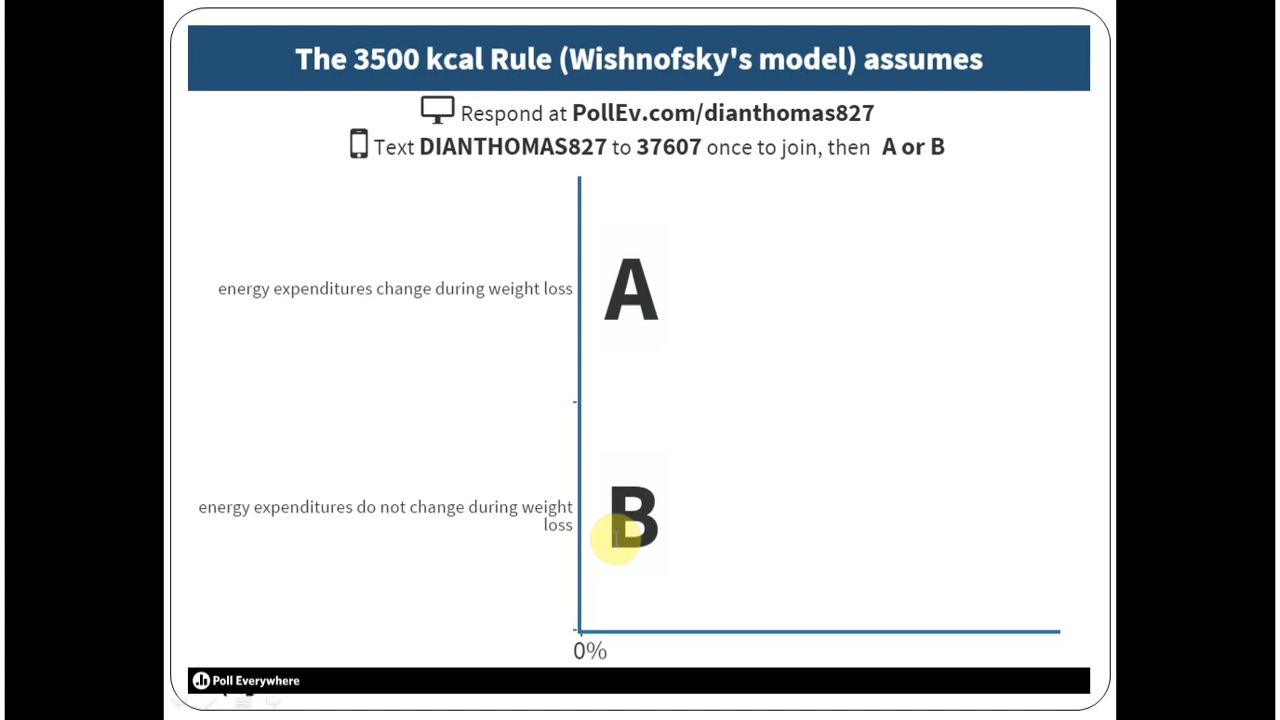 The 3500 kcal Rule (Wishnofsky's model) assumes
Respond at PollEv.com/dianthomas827
Text DIANTHOMAS827 to 37607 once to join, then A or B
energy expenditures change during weight loss
A
energy expenditures do not change during weight
loss
B
0%
Poll Everywhere